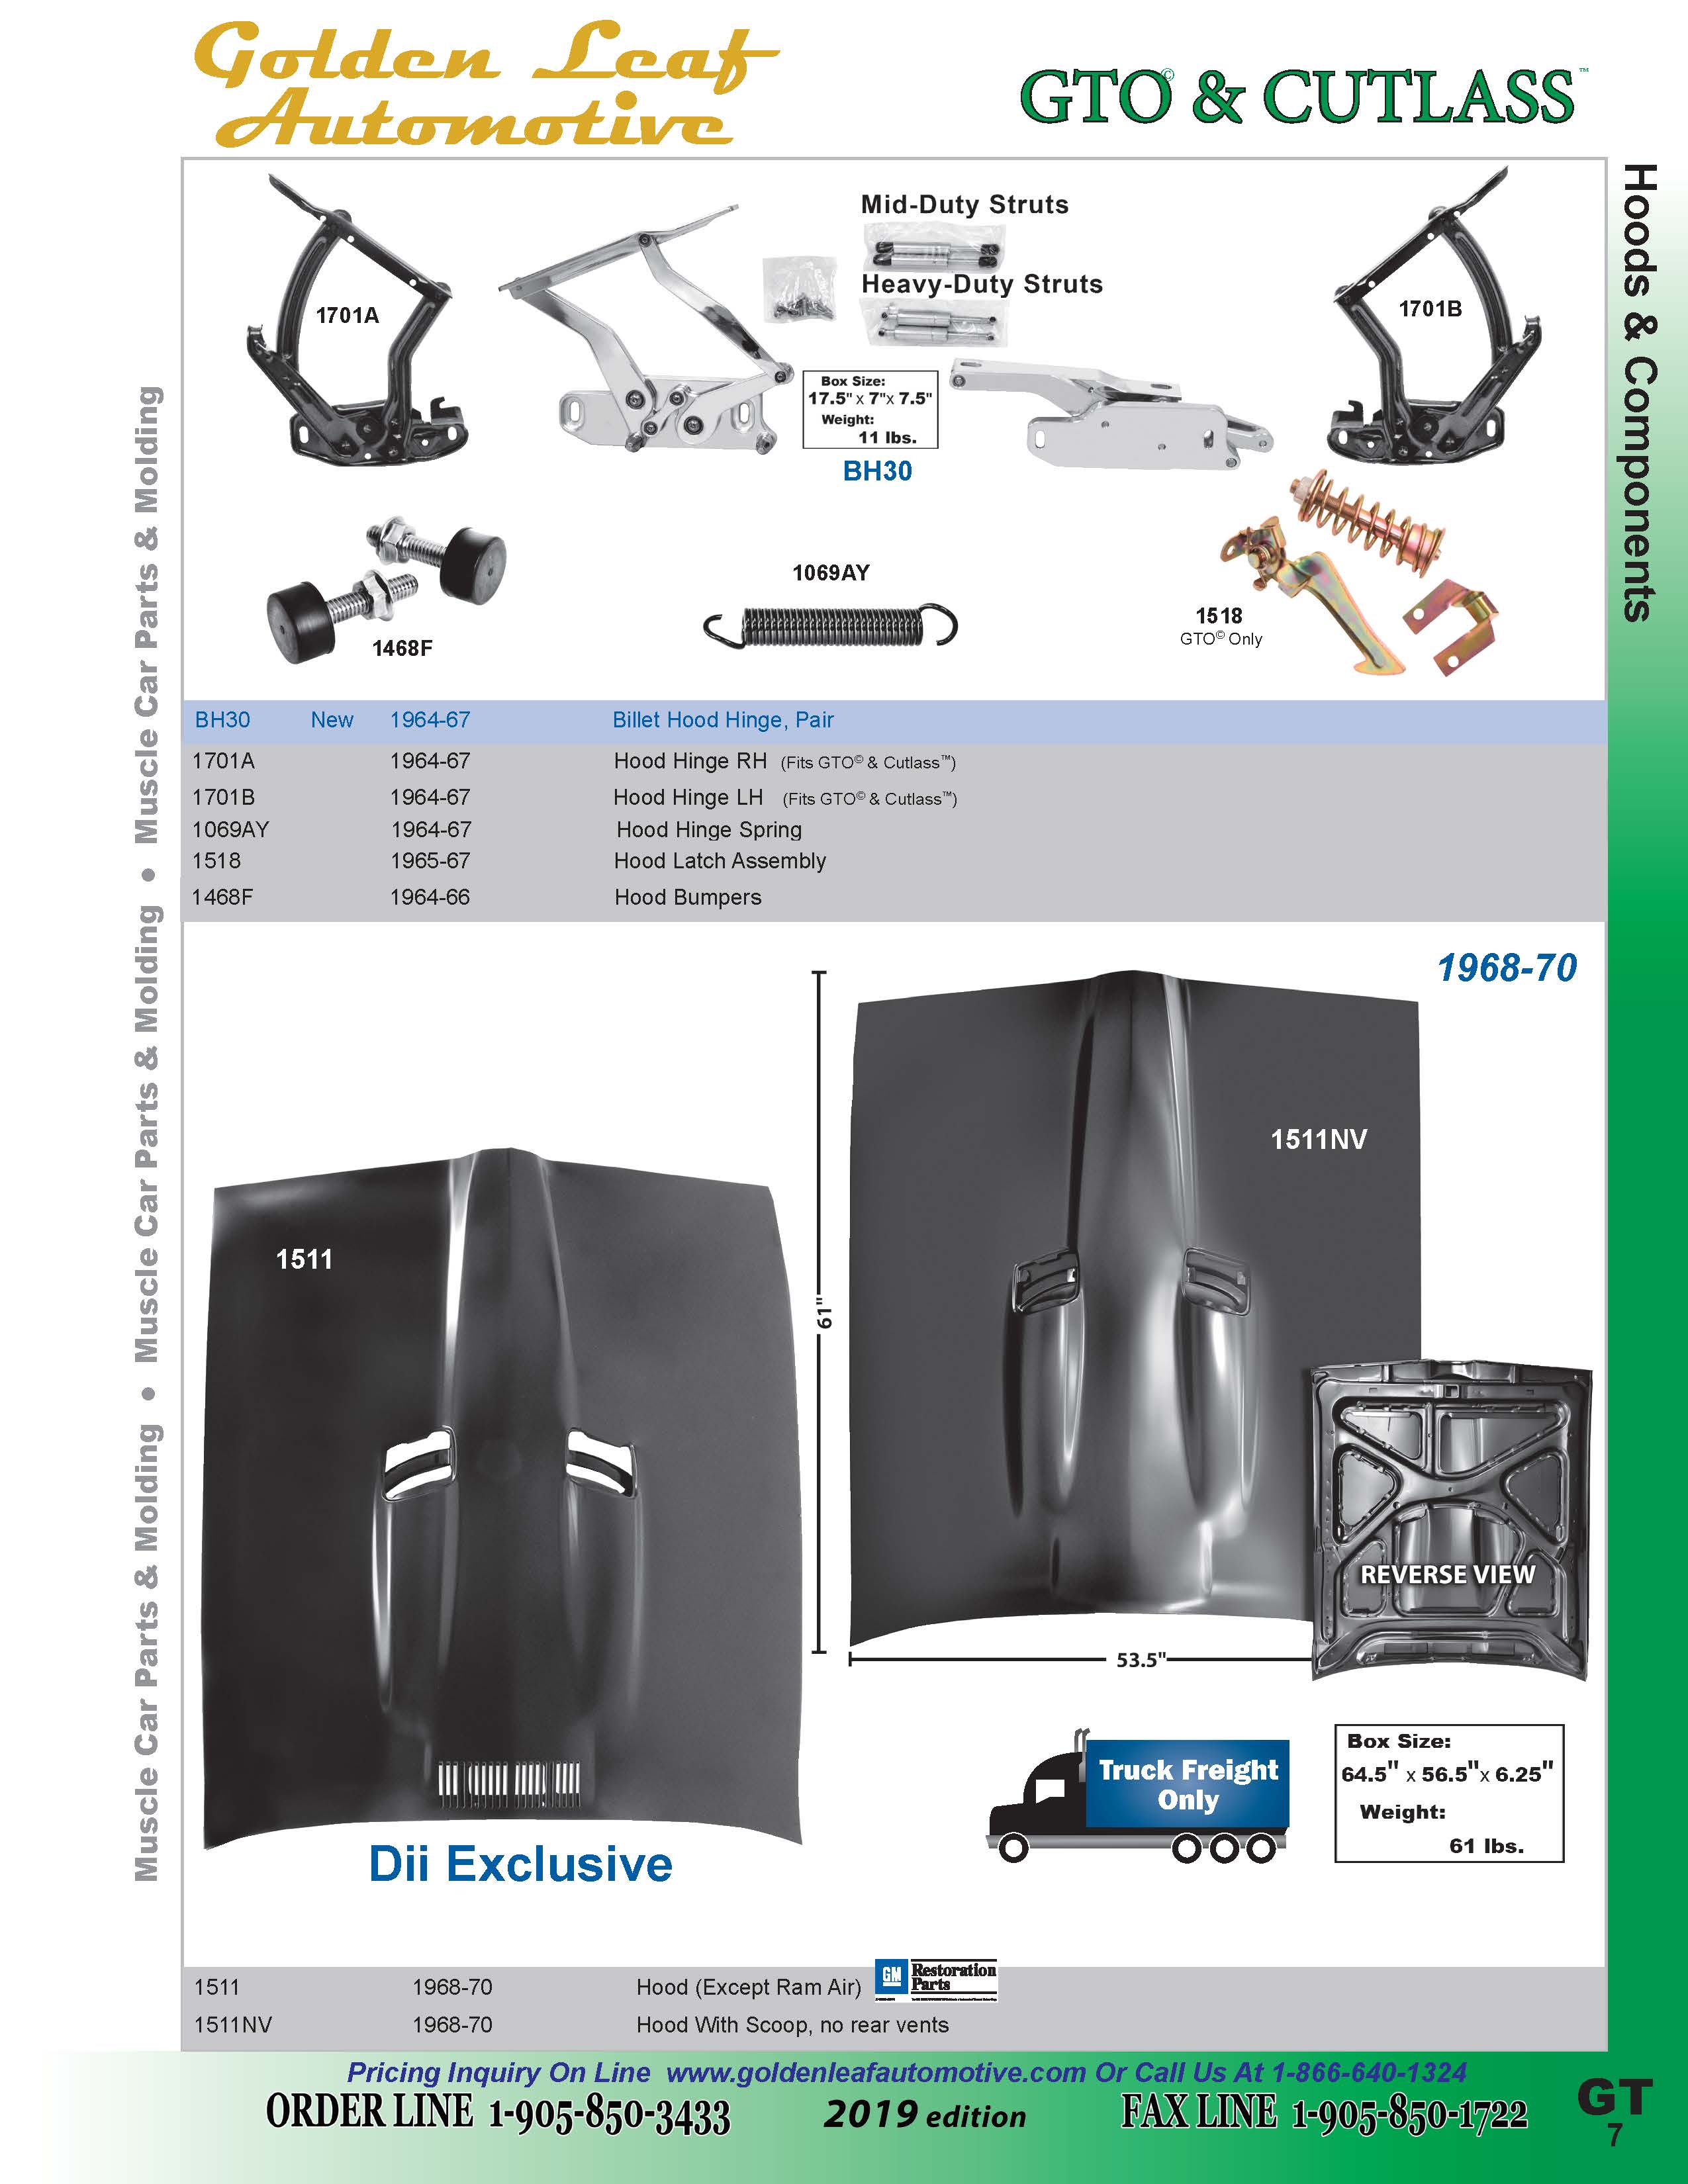 Golden Leaf
Automotive
GTO© & CUTLASS™
Hoods & Components
Muscle Car Parts & Molding • Muscle Car Parts & Molding • Muscle Car Parts & Molding
1701A
Mid-Duty Struts
Heavy-Duty Struts
1701B
Box Size:
17.5" x 7"x 7.5"
Weight:
11 lbs.
BH30
1468F
1069AY
1518
GTO© Only
BH30 New 1964-67 Billet Hood Hinge, Pair
1701A 1964-67 Hood Hinge RH (Fits GTO© & Cutlass™)
1701B 1964-67 Hood Hinge LH (Fits GTO© & Cutlass™)
1069AY 1964-67 Hood Hinge Spring
1518 1965-67 Hood Latch Assembly
1468F 1964-66 Hood Bumpers
1968-70
1511NV
1511
61"
REVERSE VIEW
53.5"
Truck Freight
Only
Box Size:
64.5" x 56.5"x 6.25"
Weight:
61 lbs.
Dii Exclusive
1511 1968-70 Hood (Except Ram Air) GM Restoration
Parts
1511NV 1968-70 Hood With Scoop, no rear vents
Pricing Inquiry On Line www.goldenleafautomotive.com Or Call Us At 1-866-640-1324
ORDER LINE 1-905-850-3433 2019 edition FAX LINE 1-905-850-1722
GT
7